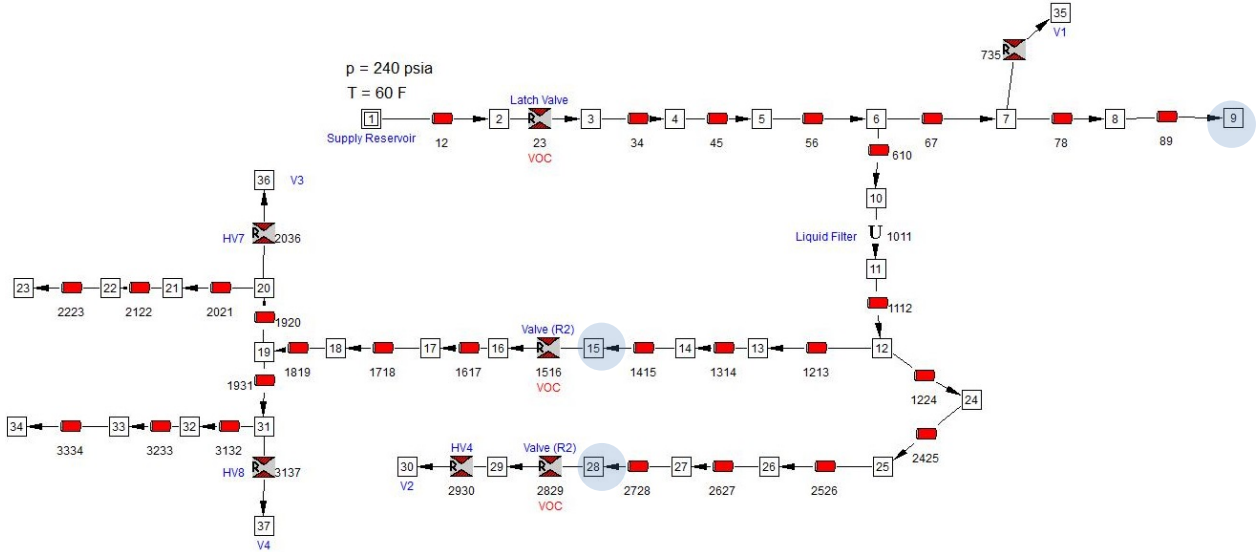 35
V1
735
p = 240 psia
T = 60 F
Latch Valve
1
2
R
3
4
5
6
7
8
9
Supply Reservoir
12
23
34
45
56
67
78
89
VOC
610
36
V3
10
HV7
R
2036
Liquid Filter
U
1011
11
23
22
21
20
2223
2122
2021
1112
1920
Valve (R2)
19
18
17
16
R
15
14
13
12
1819
1718
1617
1516
1415
1314
1213
VOC
1931
1224
24
34
33
32
31
2425
3334
3233
3132
HV4
Valve (R2)
HV8
R
3137
30
R
29
R
28
27
26
25
V2
2930
2829
2728
2627
2526
VOC
37
V4
R